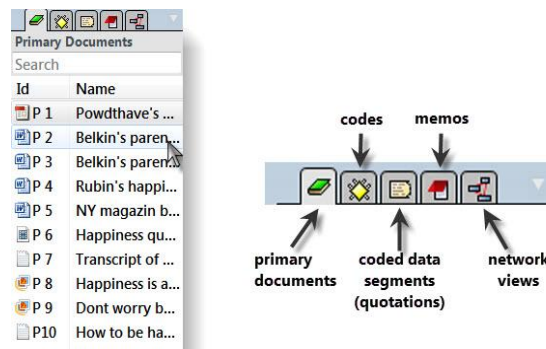 Primary Documents
Search
Id Name
P 1 Powdthave's ...
P 2 Belkin's paren...
P 3 Belkin's paren...
P 4 Rubin's happi...
P 5 NY magazin b...
P 6 Happiness qu...
P 7 Transcript of ...
P 8 Happiness is a...
P 9 Dont worry b...
P10 How to be ha...
codes memos
primary documents
coded data segments (quotations)
network views